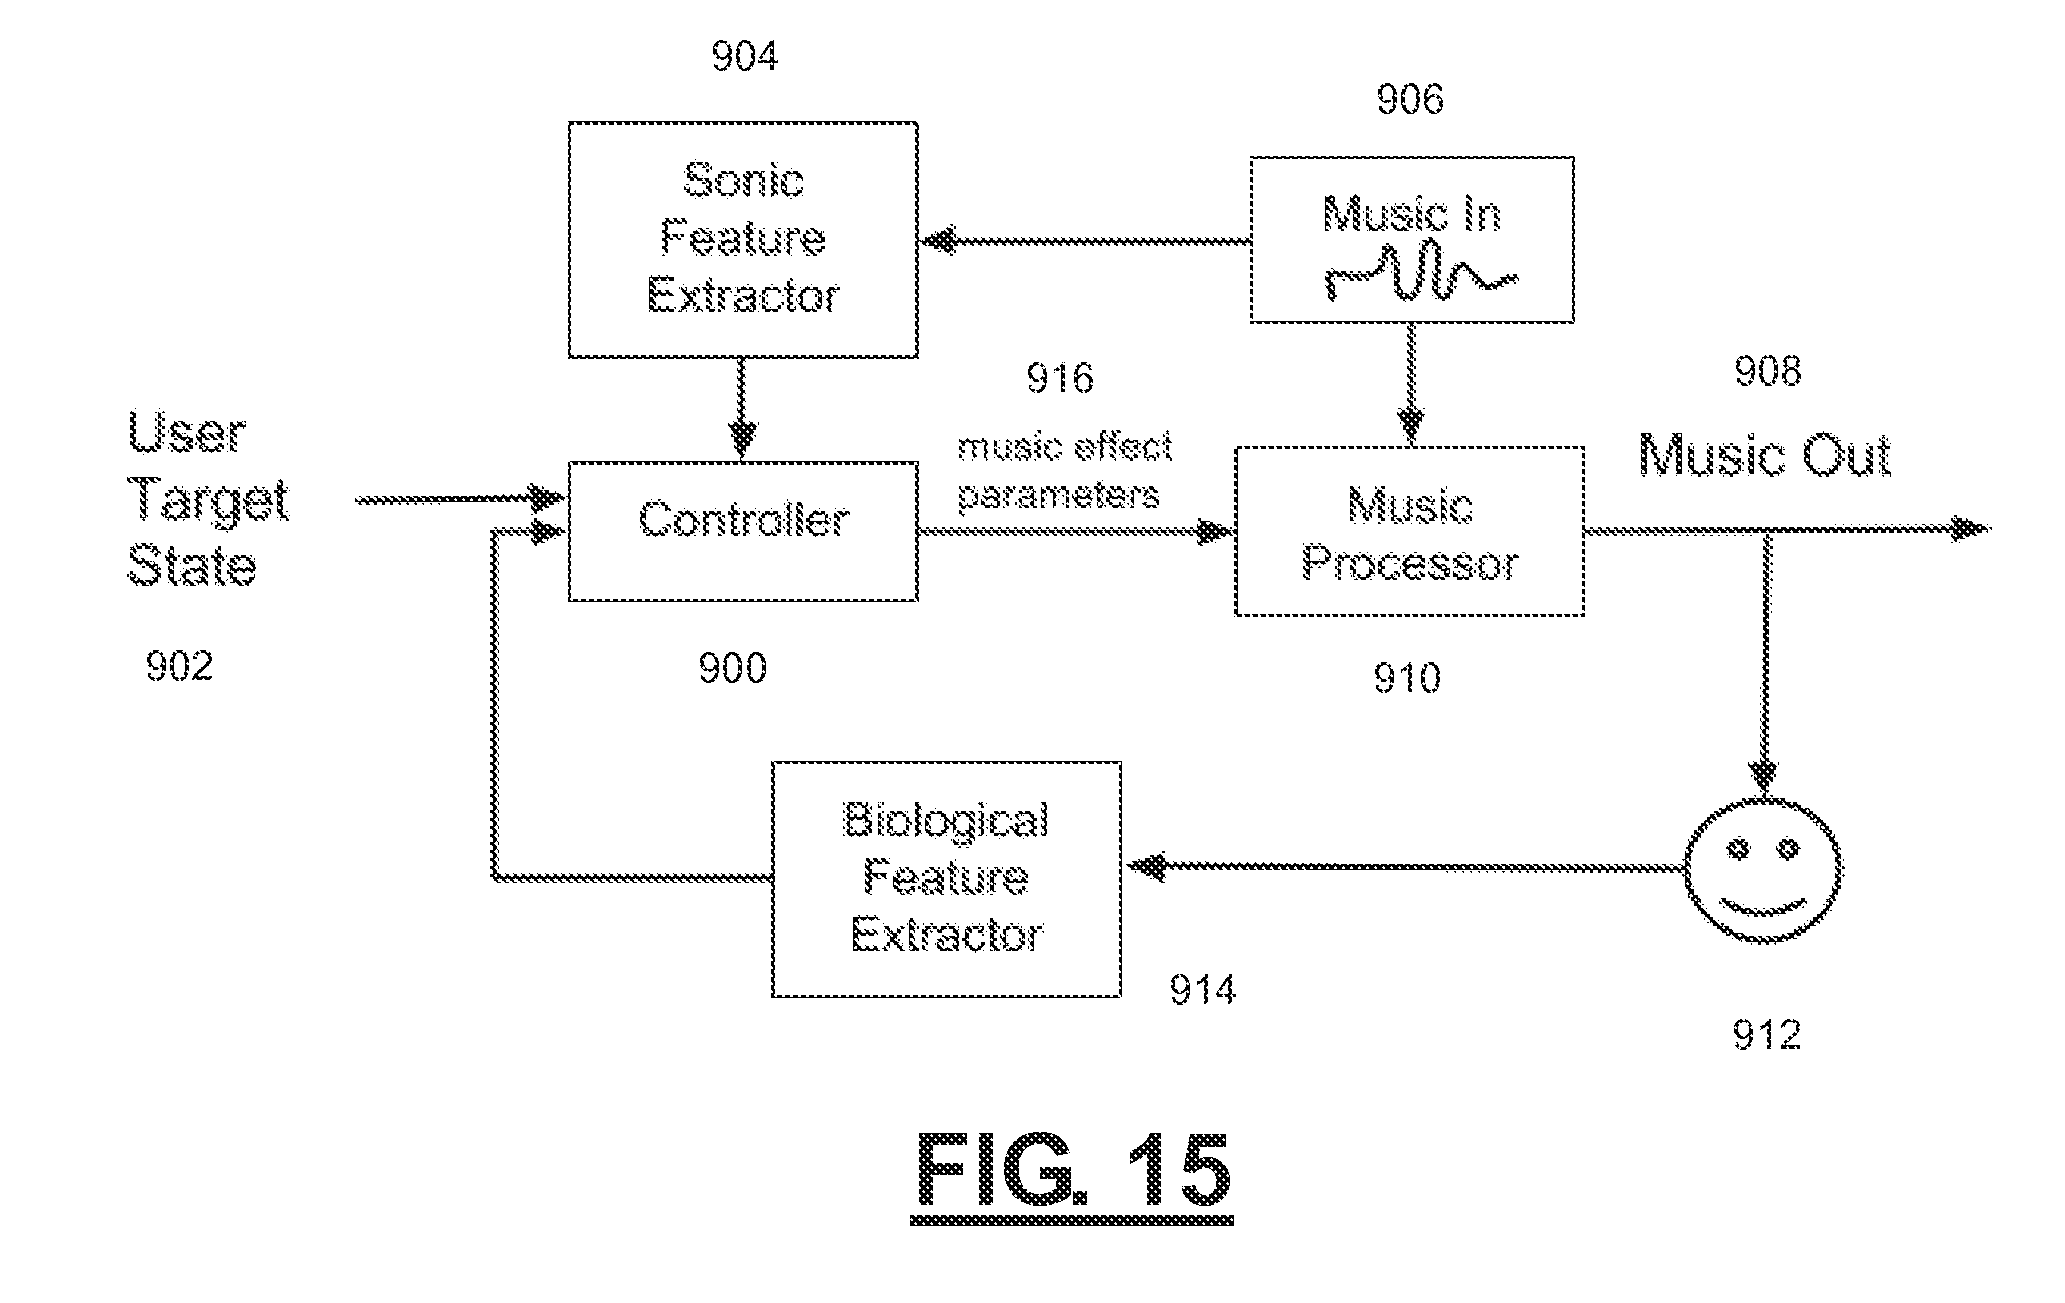 904
906
Sonic
Feature
Extractor
Music In
916
908
User
Target
State
music effect
parameters
Controller
Music
Processor
Music Out
902
900
910
Biological
Feature
Extractor
914
912
FIG. 15